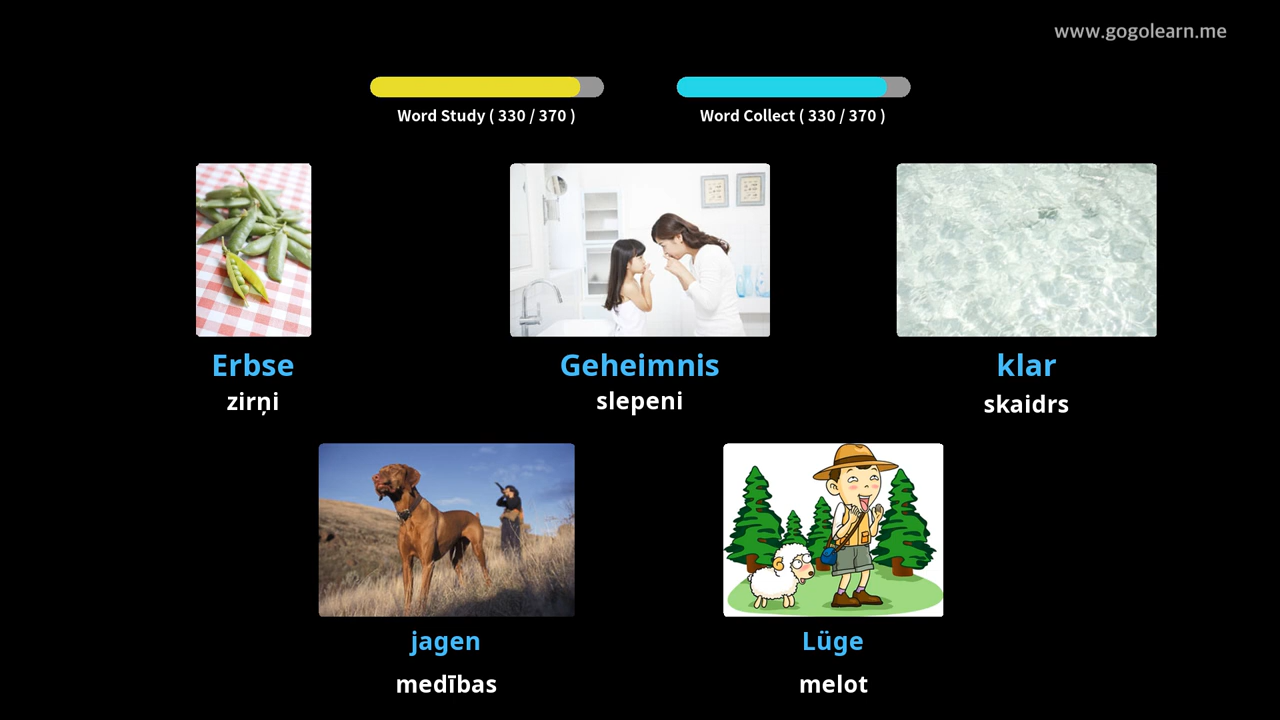 www.gogolearn.me
Word Study ( 330 / 370 )
Word Collect ( 330 / 370 )
Erbse
zirņi
Geheimnis
slepeni
klar
skaidrs
jagen
medības
Lüge
melot